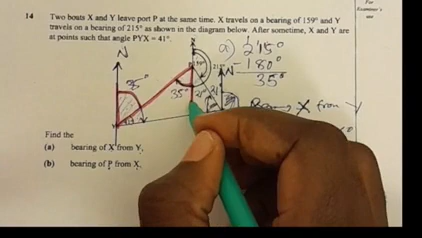 For
Examiner's
use
14 Two boats X and Y leave port P at the same time. X travels on a bearing of 159° and Y
travels on a bearing of 215° as shown in the diagram below. After sometime, X and Y are
at points such that angle PYX = 41°.
a) 215°
- 180°
35°
N
N
35°
Bearing X from Y
Find the
(a) bearing of X from Y,
(b) bearing of P from X.